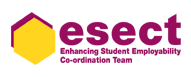 esect
Enhancing Student Employability
Co-ordination Team